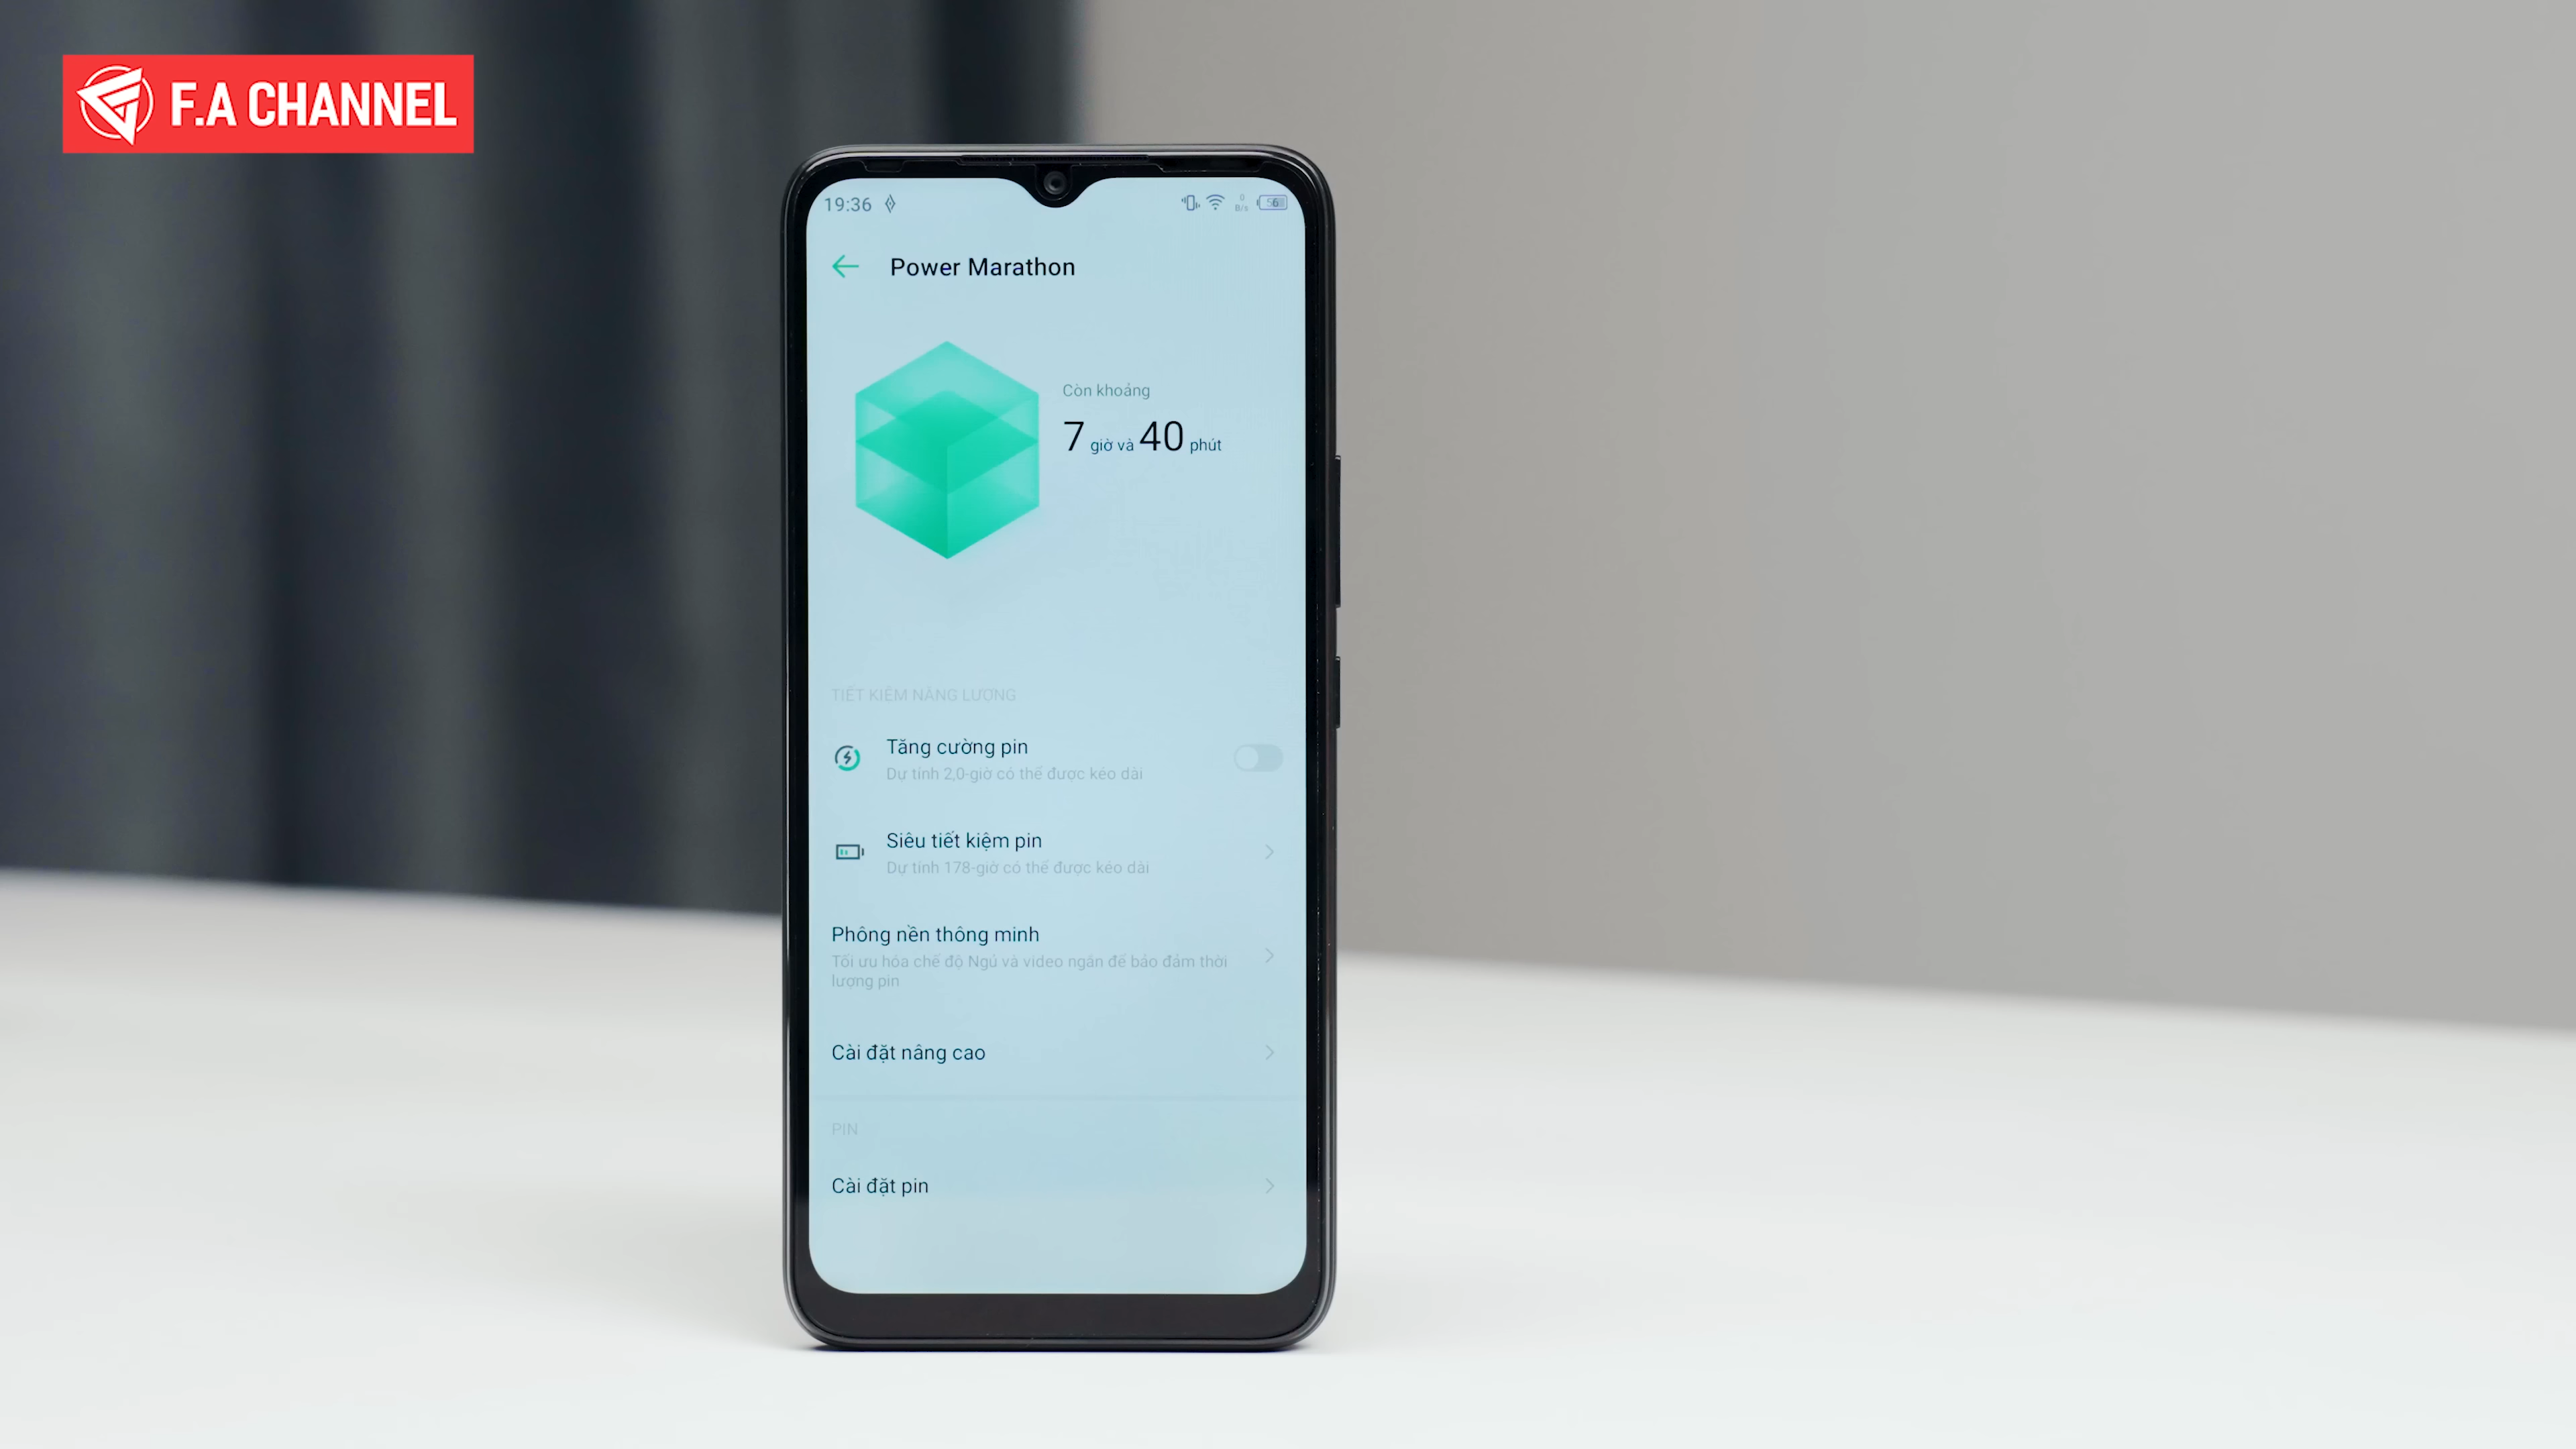 F.A CHANNEL
19:36
0
B/s
56
Power Marathon
Còn khoảng
7 giờ và 40 phút
TIẾT KIỆM NĂNG LƯỢNG
Tăng cường pin
Dự tính 2,0-giờ có thể được kéo dài
Siêu tiết kiệm pin
Dự tính 178-giờ có thể được kéo dài
Phông nền thông minh
Tối ưu hóa chế độ Ngủ và video ngắn để bảo đảm thời
lượng pin
Cài đặt nâng cao
PIN
Cài đặt pin